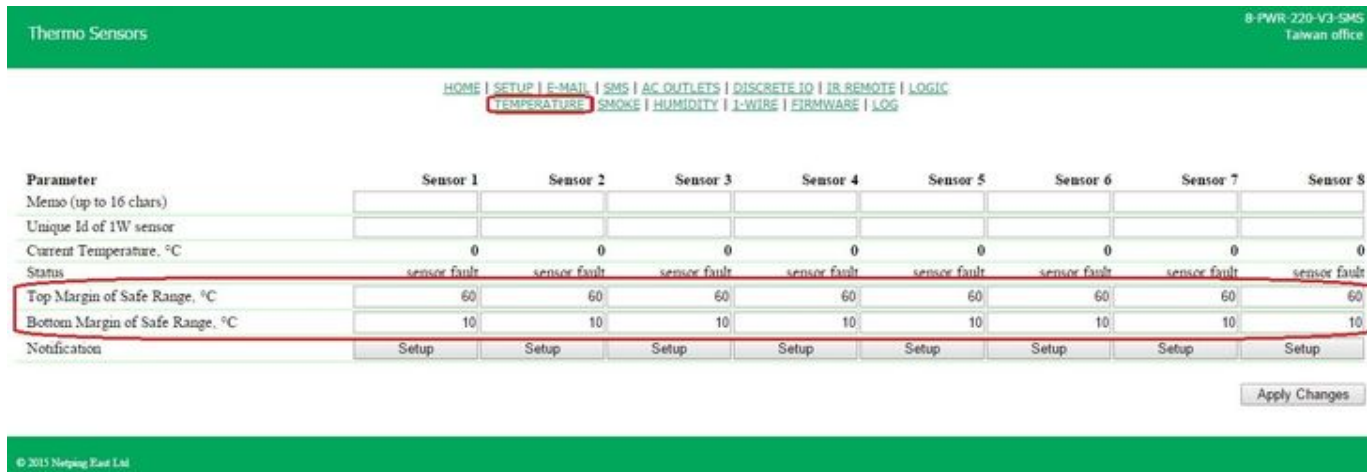 Thermo Sensors
8-PWR-220-V3-SMS
Taiwan office
HOME | SETUP | E-MAIL | SMS | AC OUTLETS | DISCRETE IO | IR REMOTE | LOGIC
TEMPERATURE | SMOKE | HUMIDITY | 1-WIRE | FIRMWARE | LOG
Parameter Sensor 1 Sensor 2 Sensor 3 Sensor 4 Sensor 5 Sensor 6 Sensor 7 Sensor 8
Memo (up to 16 chars)
Unique Id of 1W sensor
Current Temperature, °C 0 0 0 0 0 0 0 0
Status sensor fault sensor fault sensor fault sensor fault sensor fault sensor fault sensor fault sensor fault
Top Margin of Safe Range, °C 60 60 60 60 60 60 60 60
Bottom Margin of Safe Range, °C 10 10 10 10 10 10 10 10
Notification Setup Setup Setup Setup Setup Setup Setup Setup
Apply Changes
© 2015 Netping East Ltd